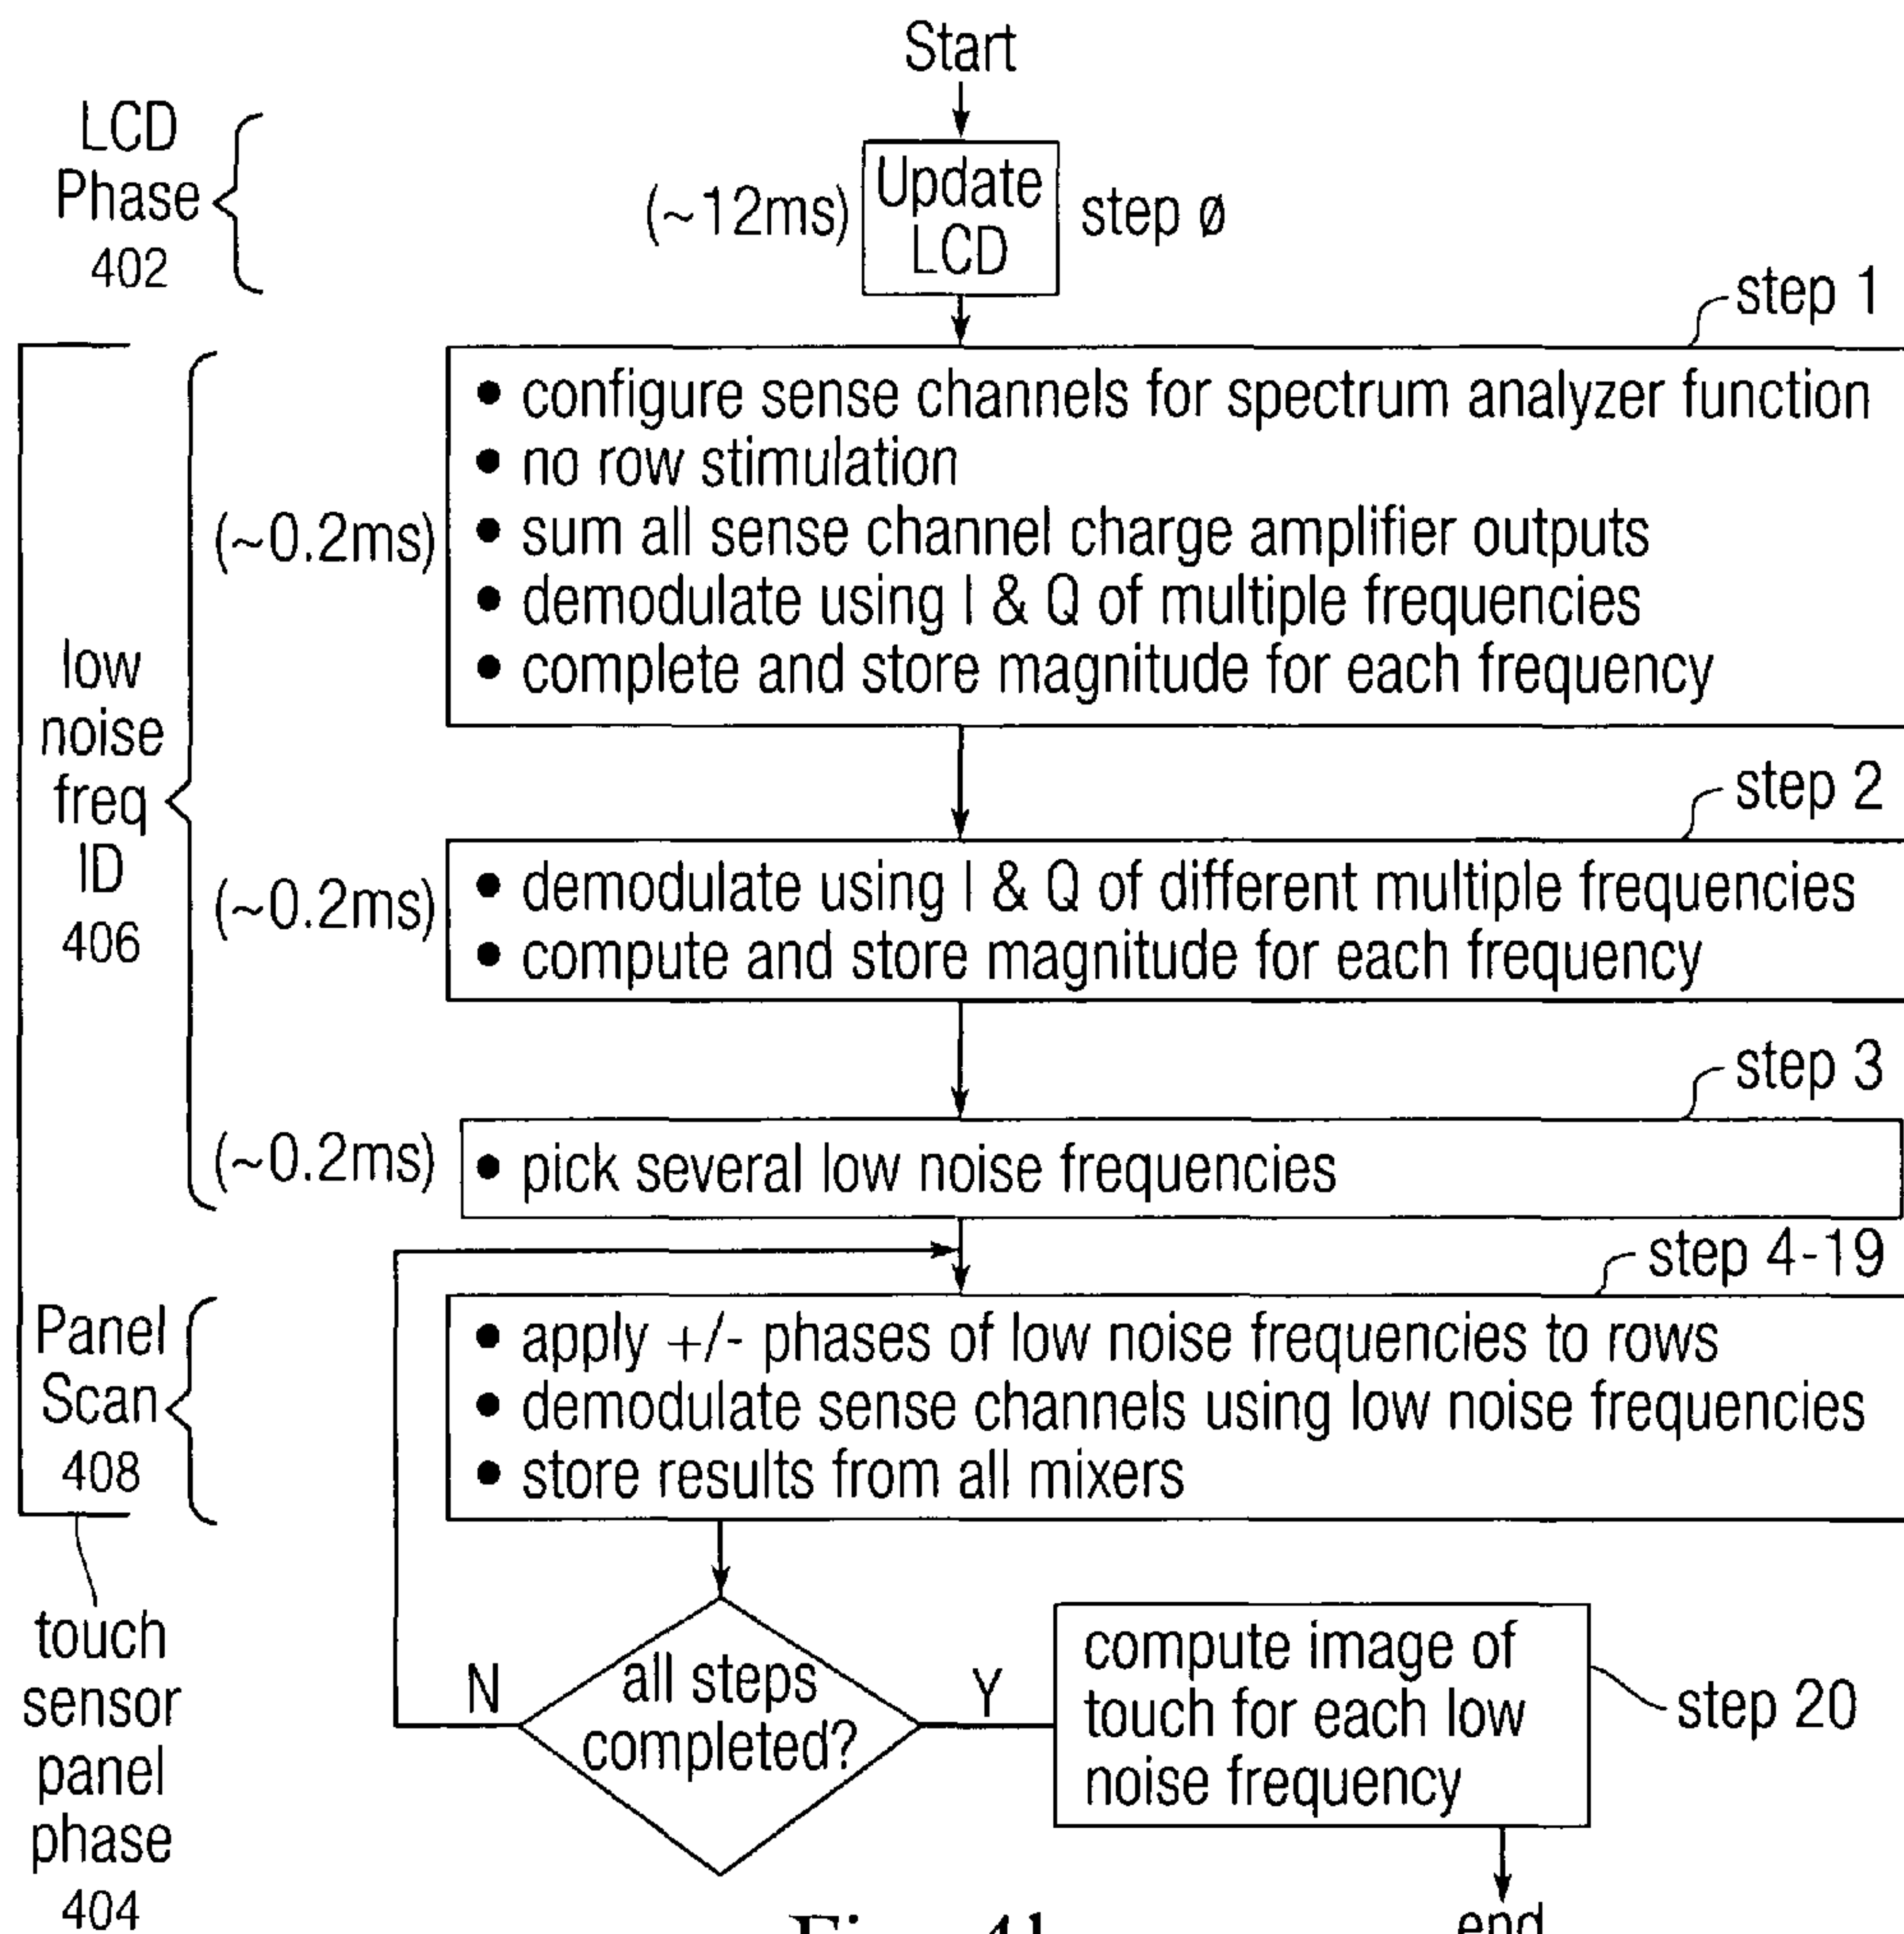 Start
LCD
Phase
402
(~12ms)
Update
LCD
step ø
step 1
• configure sense channels for spectrum analyzer function
• no row stimulation
• sum all sense channel charge amplifier outputs
• demodulate using I & Q of multiple frequencies
• complete and store magnitude for each frequency
(~0.2ms)
low
noise
freq
ID
406
step 2
• demodulate using I & Q of different multiple frequencies
• compute and store magnitude for each frequency
(~0.2ms)
step 3
• pick several low noise frequencies
(~0.2ms)
step 4-19
Panel
Scan
408
• apply +/- phases of low noise frequencies to rows
• demodulate sense channels using low noise frequencies
• store results from all mixers
touch
sensor
panel
phase
404
N
all steps
completed?
Y
compute image of
touch for each low
noise frequency
step 20
end